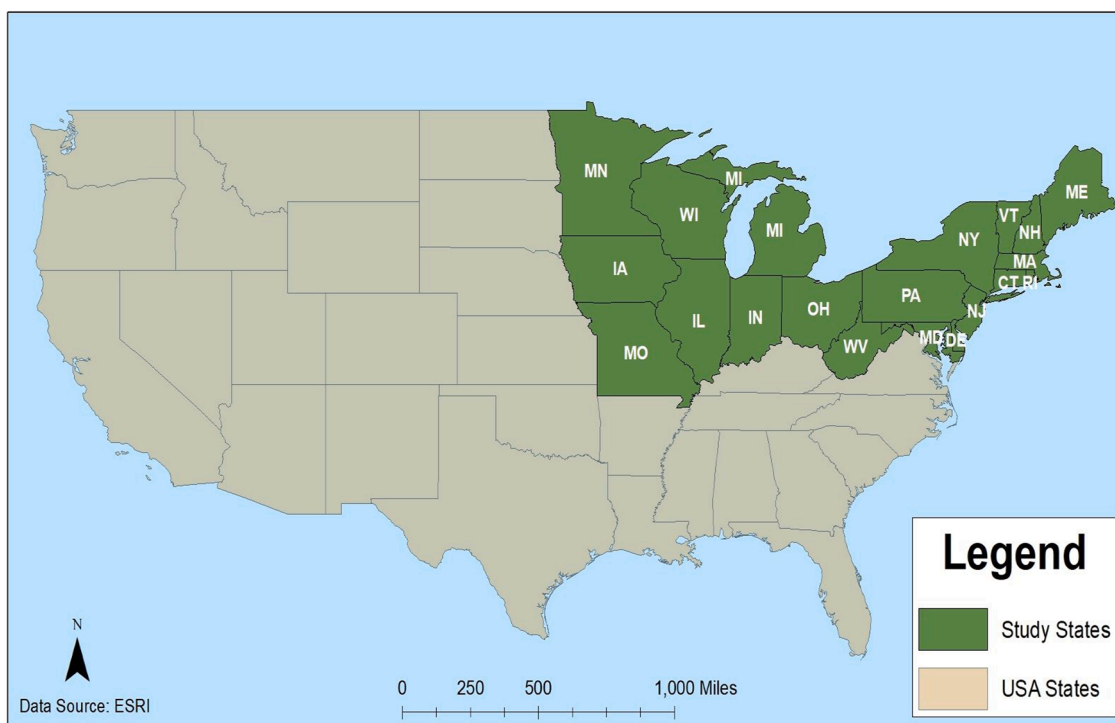 MN
MI
ME
WI
VT
MI
NH
NY
MA
IA
CT RI
PA
NJ
IL
IN
OH
MD DE
MO
WV
Legend
Study States
USA States
N
0 250 500 1,000 Miles
Data Source: ESRI